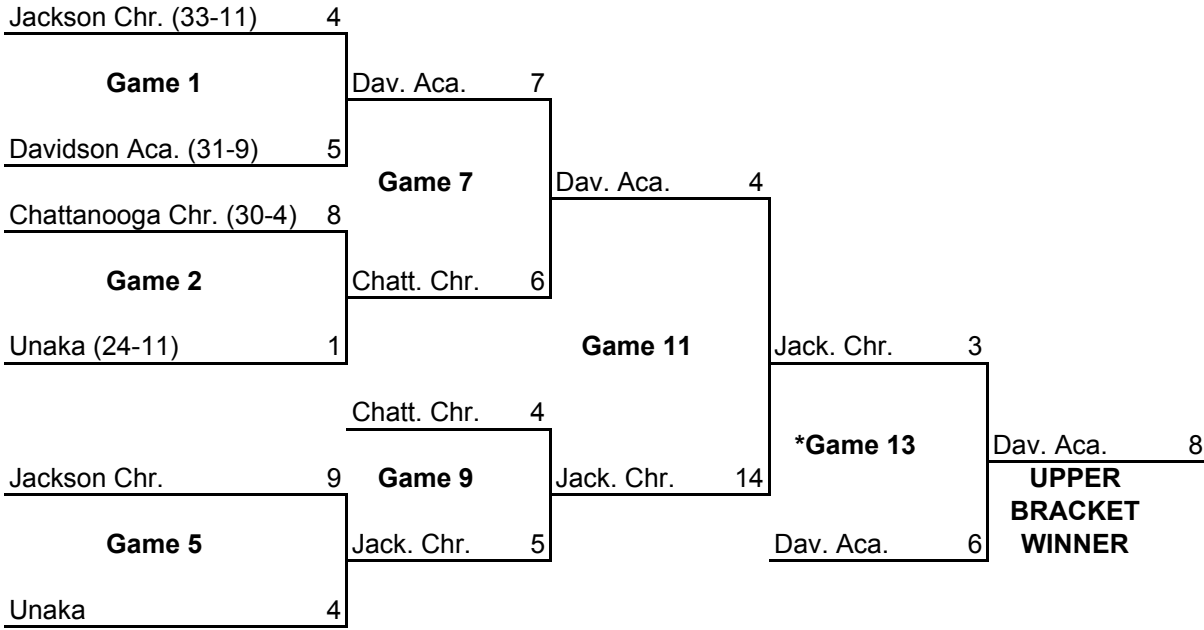 Jackson Chr. (33-11) 4
Game 1
Dav. Aca. 7
Davidson Aca. (31-9) 5
Game 7
Dav. Aca. 4
Chattanooga Chr. (30-4) 8
Game 2
Chatt. Chr. 6
Unaka (24-11) 1
Game 11
Jack. Chr. 3
Chatt. Chr. 4
*Game 13
Dav. Aca. 8
Jackson Chr. 9
Game 9
Jack. Chr. 14
UPPER
BRACKET
WINNER
Game 5
Jack. Chr. 5
Dav. Aca. 6
Unaka 4